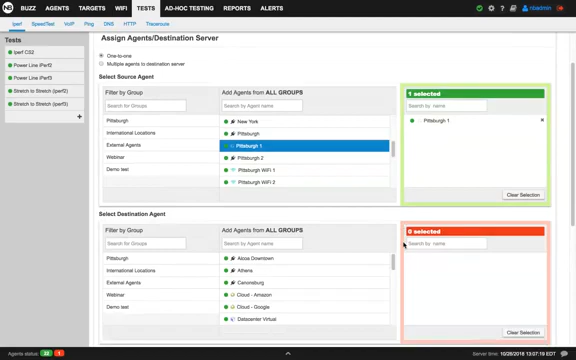 NB BUZZ AGENTS TARGETS WIFI TESTS AD-HOC TESTING REPORTS ALERTS nbadmin
iperf SpeedTest VoIP Ping DNS HTTP Traceroute
Tests
iperf CS2
Power Line iPerf2
Power Line iPerf3
Stretch to Stretch (iperf2)
Stretch to Stretch (iperf3)
Assign Agents/Destination Server
One-to-one
Multiple agents to destination server
Select Source Agent
Filter by Group
Search for Groups
Pittsburgh
International Locations
External Agents
Webinar
Demo test
Add Agents from ALL GROUPS
Search by Agent name
New York
Pittsburgh
Pittsburgh 1
Pittsburgh 2
Pittsburgh WiFi 1
Pittsburgh WiFi 2
1 selected
Search by name
Pittsburgh 1
Clear Selection
Select Destination Agent
Filter by Group
Search for Groups
Pittsburgh
International Locations
External Agents
Webinar
Demo test
Add Agents from ALL GROUPS
Search by Agent name
Alcoa Downtown
Athens
Canonsburg
Cloud - Amazon
Cloud - Google
Datacenter Virtual
0 selected
Search by name
Clear Selection
Agents status: 22 1
Server time: 10/25/2018 13:07:19 EDT